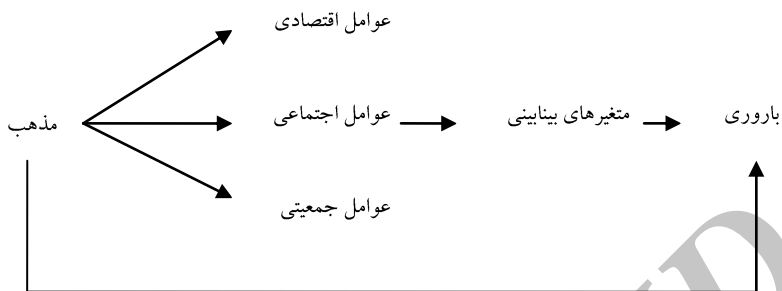 عوامل اقتصادی
مذهب
عوامل اجتماعی
متغیرهای بینابینی
باروری
عوامل جمعیتی